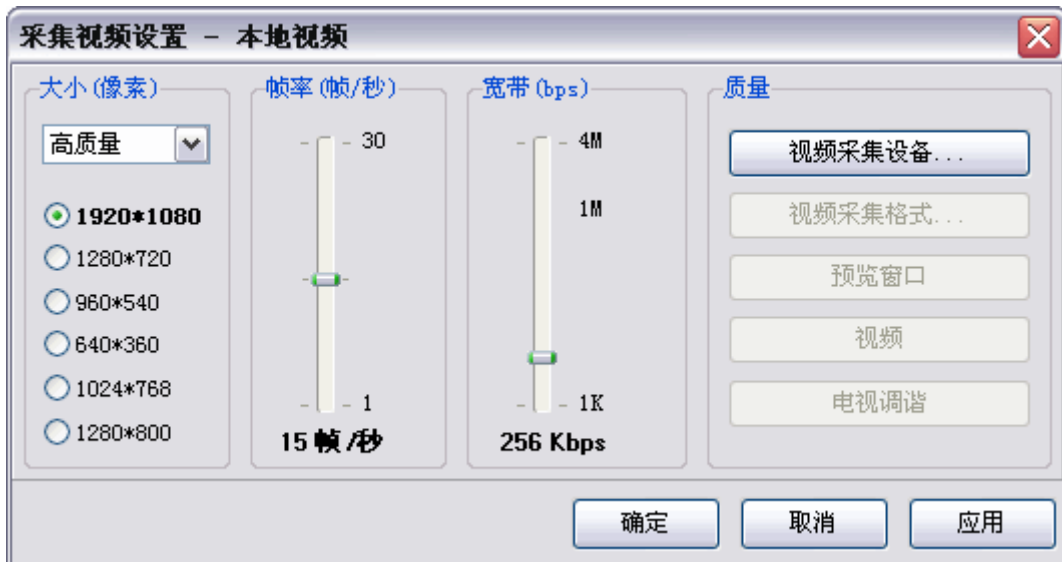 采集视频设置 - 本地视频
大小(像素)
高质量
1920*1080
1280*720
960*540
640*360
1024*768
1280*800
帧率(帧/秒)
30
1
15 帧/秒
宽带(bps)
4M
1M
1K
256 Kbps
质量
视频采集设备...
视频采集格式...
预览窗口
视频
电视调谐
确定
取消
应用